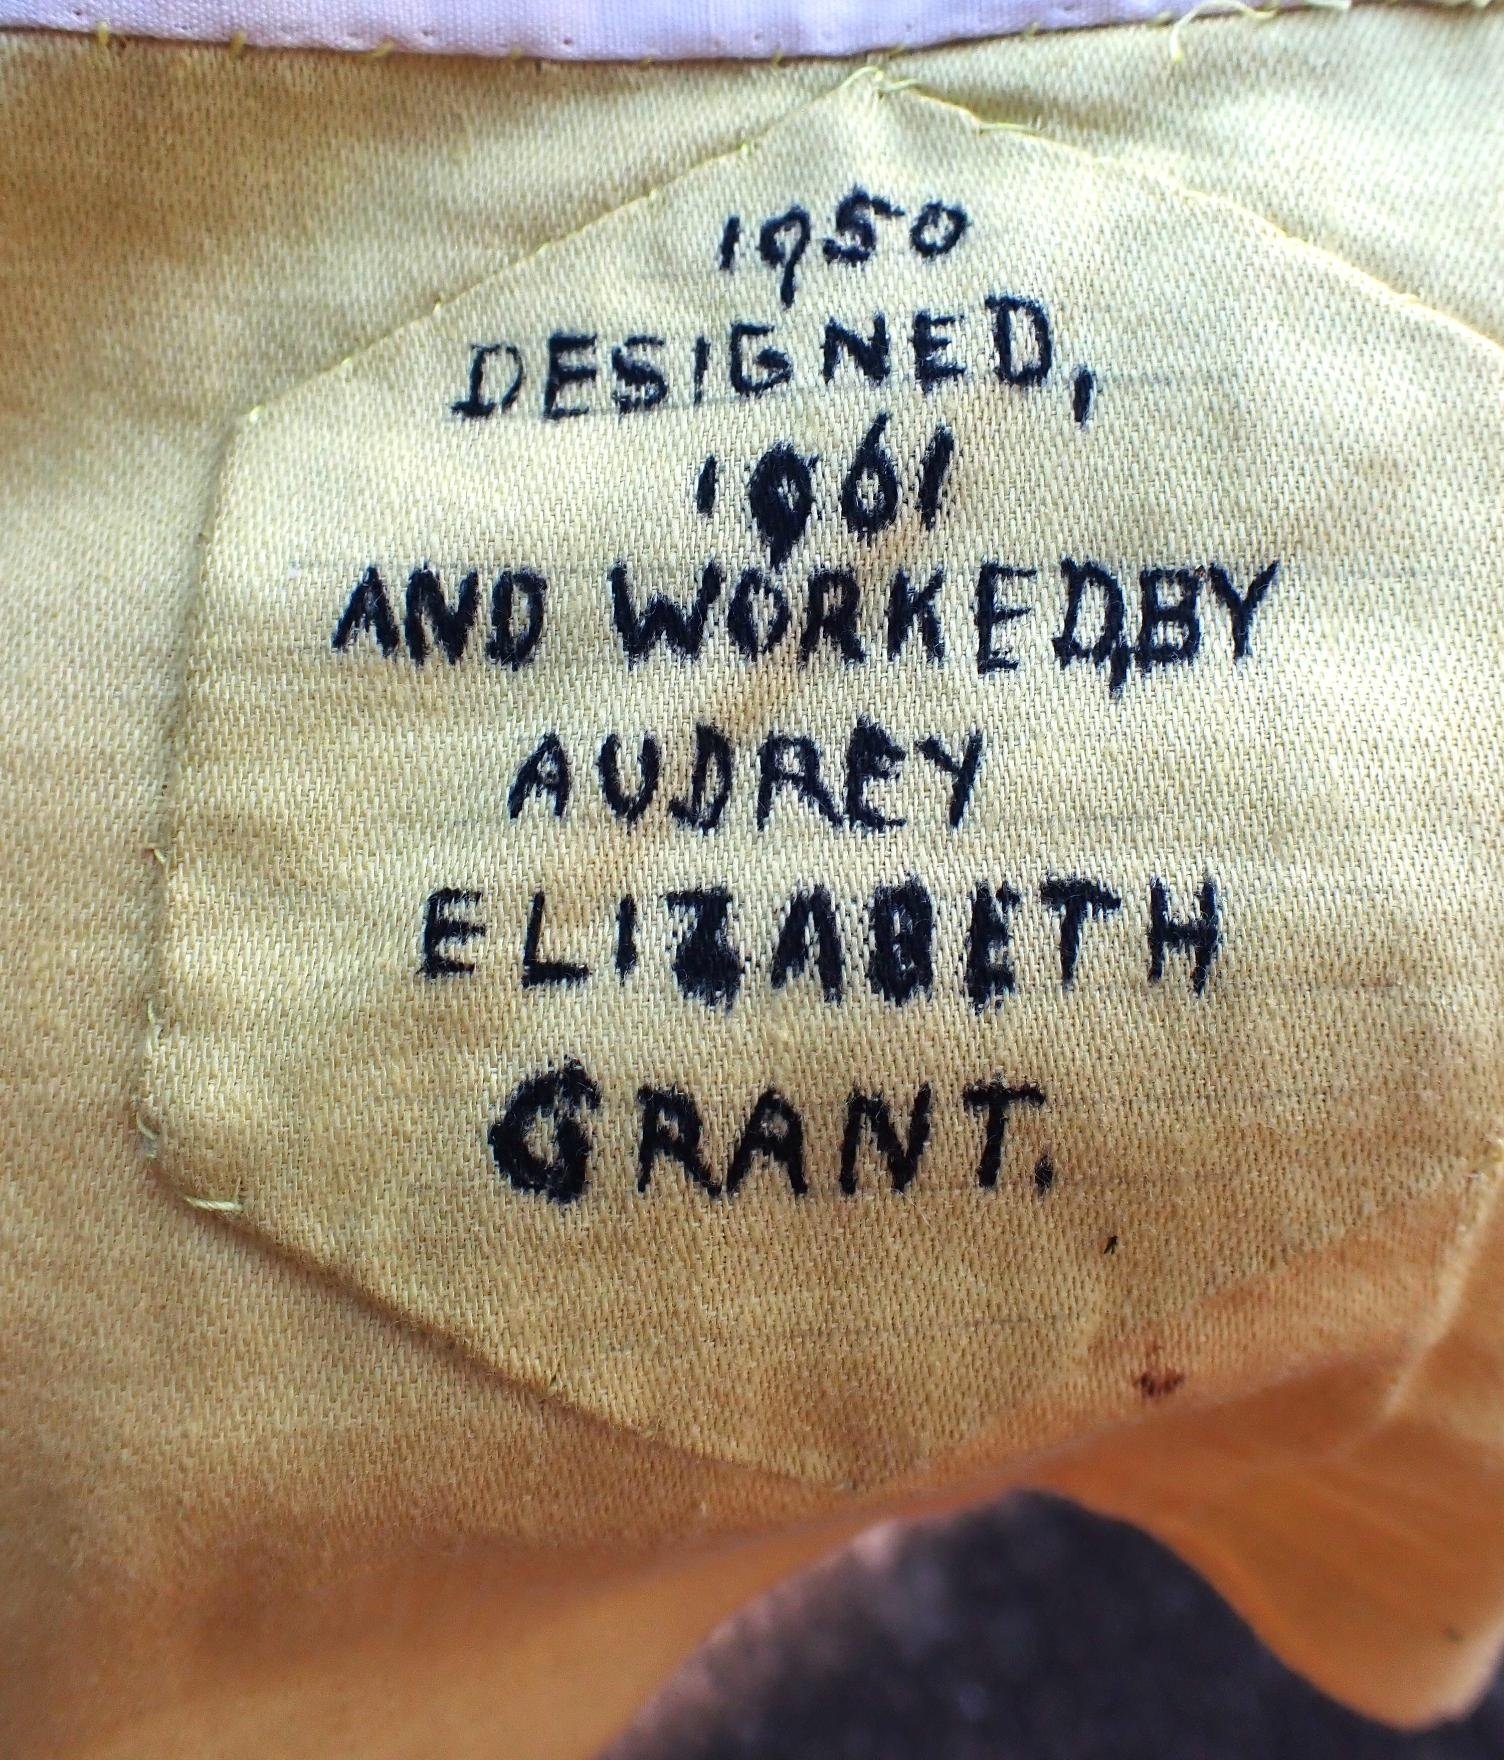 1950
DESIGNED,
1961
AND WORKED,BY
AUDREY
ELIZABETH
GRANT.